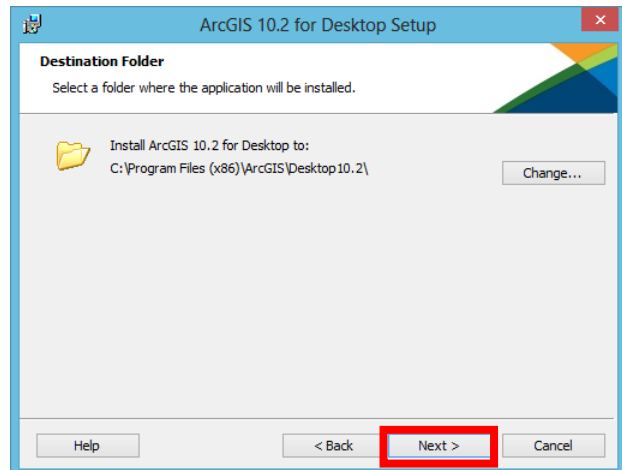 ArcGIS 10.2 for Desktop Setup
Destination Folder
Select a folder where the application will be installed.
Install ArcGIS 10.2 for Desktop to:
C:\Program Files (x86)\ArcGIS\Desktop10.2\
Change...
Help
< Back
Next >
Cancel